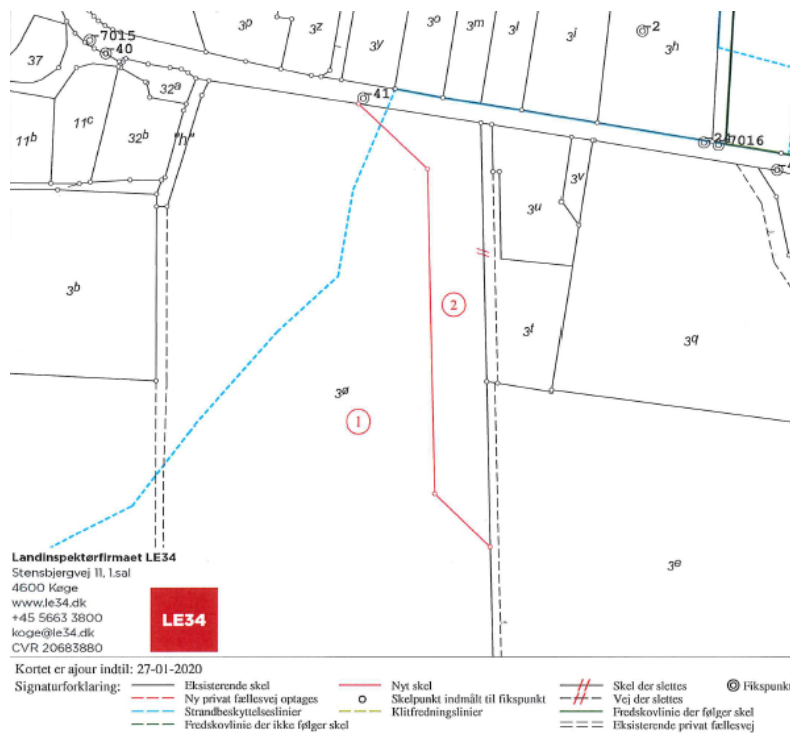 3p
3z
3y
3o
3m
3l
3i
2
3h
7015
40
37
32a
11c
32b
"h"
11b
41
7016
3v
3u
3b
2
3t
3q
3ø
1
3e
Landinspektørfirmaet LE34
Stensbjergvej 11, 1.sal
4600 Køge
www.le34.dk
+45 5663 3800
koge@le34.dk
CVR 20683880
LE34
Kortet er ajour indtil: 27-01-2020
Signaturforklaring:
Eksisterende skel
Nyt skel
Skel der slettes
Fikspunkt
Ny privat fællesvej optages
Skelpunkt indmålt til fikspunkt
Vej der slettes
Strandbeskyttelseslinier
Klitfredningslinier
Fredskovlinie der følger skel
Fredskovlinie der ikke følger skel
Eksisterende privat fællesvej